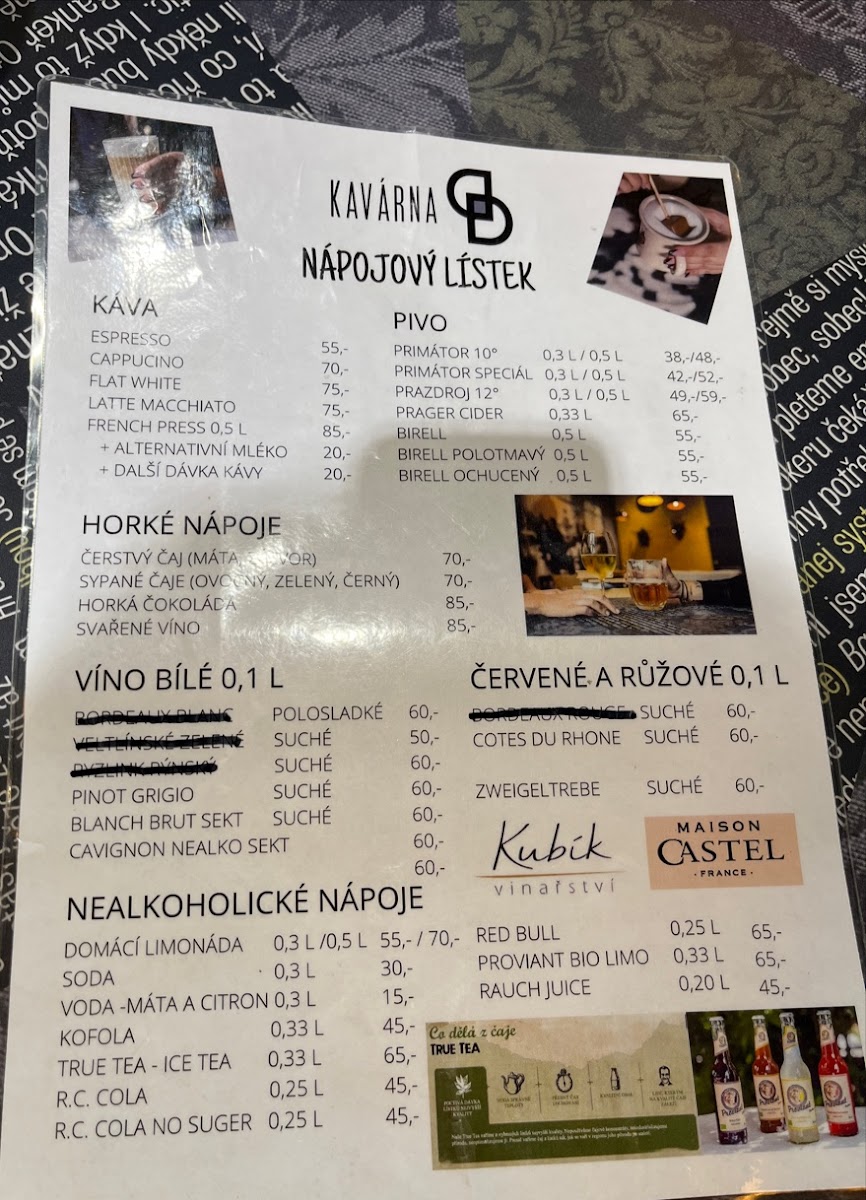 KAVÁRNA
NÁPOJOVÝ LÍSTEK
KÁVA
ESPRESSO 55,-
CAPPUCINO 70,-
FLAT WHITE 75,-
LATTE MACCHIATO 75,-
FRENCH PRESS 0,5 L 85,-
+ ALTERNATIVNÍ MLÉKO 20,-
+ DALŠÍ DÁVKA KÁVY 20,-
PIVO
PRIMÁTOR 10° 0,3 L / 0,5 L 38,-/48,-
PRIMÁTOR SPECIÁL 0,3 L / 0,5 L 42,-/52,-
PRAZDROJ 12° 0,3 L / 0,5 L 49,-/59,-
PRAGER CIDER 0,33 L 65,-
BIRELL 0,5 L 55,-
BIRELL POLOTMAVÝ 0,5 L 55,-
BIRELL OCHUCENÝ 0,5 L 55,-
HORKÉ NÁPOJE
ČERSTVÝ ČAJ (MÁTA, ZÁZVOR) 70,-
SYPANÉ ČAJE (OVOCNÝ, ZELENÝ, ČERNÝ) 70,-
HORKÁ ČOKOLÁDA 85,-
SVAŘENÉ VÍNO 85,-
VÍNO BÍLÉ 0,1 L
BORDEAUX BLANC POLOSLADKÉ 60,-
VELTLÍNSKÉ ZELENÉ SUCHÉ 50,-
RYZLINK RÝNSKÝ SUCHÉ 60,-
PINOT GRIGIO SUCHÉ 60,-
BLANCH BRUT SEKT SUCHÉ 60,-
CAVIGNON NEALKO SEKT 60,-
60,-
ČERVENÉ A RŮŽOVÉ 0,1 L
BORDEAUX ROUGE SUCHÉ 60,-
COTES DU RHONE SUCHÉ 60,-
ZWEIGELTREBE SUCHÉ 60,-
Kubík
vinařství
MAISON
CASTEL
· FRANCE ·
NEALKOHOLICKÉ NÁPOJE
DOMÁCÍ LIMONÁDA 0,3 L /0,5 L 55,- / 70,-
SODA 0,3 L 30,-
VODA -MÁTA A CITRON 0,3 L 15,-
KOFOLA 0,33 L 45,-
TRUE TEA - ICE TEA 0,33 L 65,-
R.C. COLA 0,25 L 45,-
R.C. COLA NO SUGER 0,25 L 45,-
RED BULL 0,25 L 65,-
PROVIANT BIO LIMO 0,33 L 65,-
RAUCH JUICE 0,20 L 45,-
Co dělá z čaje
TRUE TEA